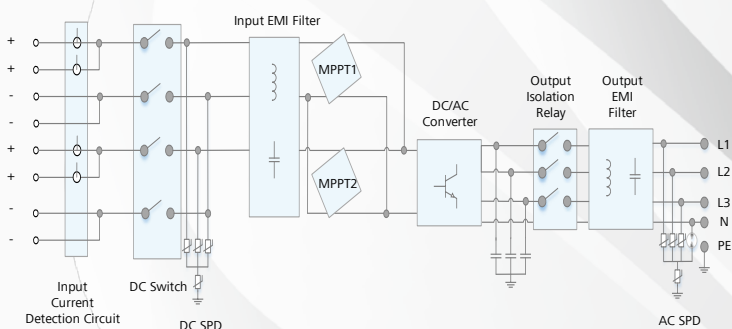 Input EMI Filter
+
+
-
-
+
+
-
-
MPPT1
MPPT2
DC/AC
Converter
Output
Isolation
Relay
Output
EMI
Filter
L1
L2
L3
N
PE
Input
Current
Detection Circuit
DC Switch
DC SPD
AC SPD